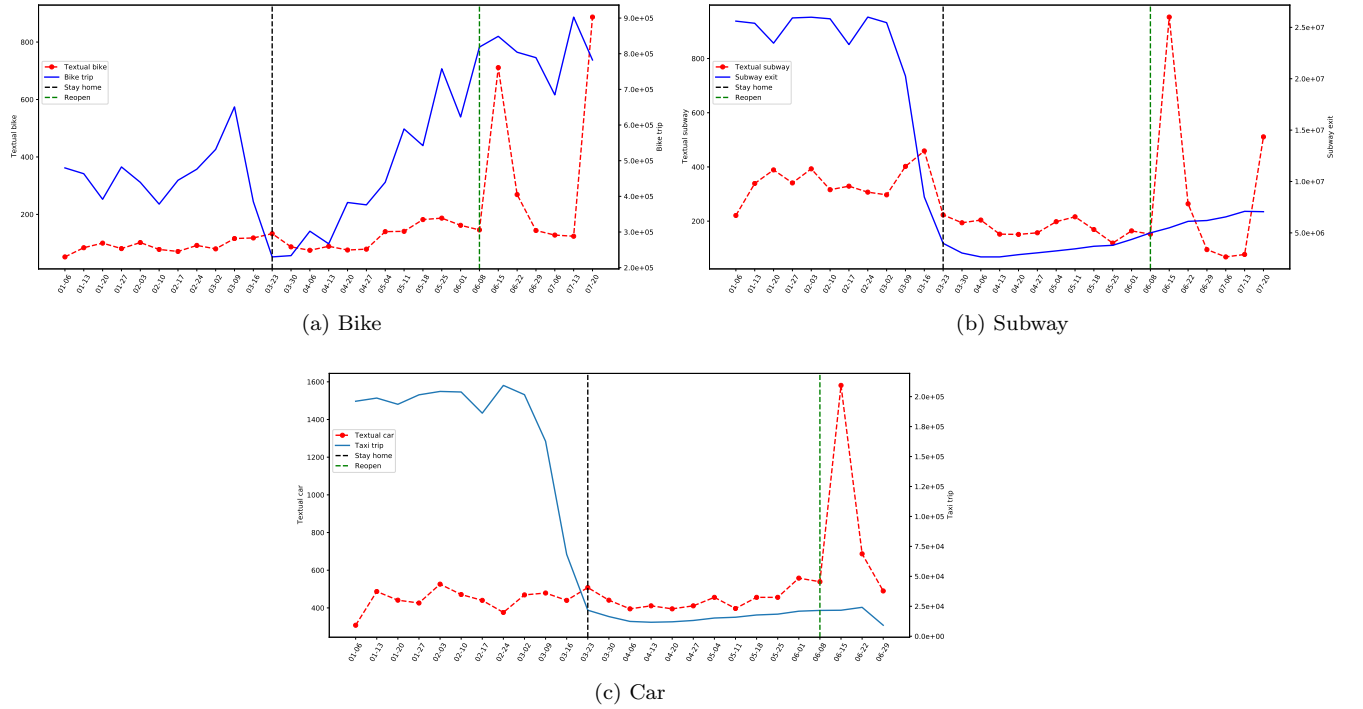 800
600
400
200
Textual bike
Textual bike
Bike trip
Stay home
Reopen
9.0e+05
8.0e+05
7.0e+05
6.0e+05
5.0e+05
4.0e+05
3.0e+05
2.0e+05
Bike trip
01-06 01-13 01-20 01-27 02-03 02-10 02-17 02-24 03-02 03-09 03-16 03-23 03-30 04-06 04-13 04-20 04-27 05-04 05-11 05-18 05-25 06-01 06-08 06-15 06-22 06-29 07-06 07-13 07-20
(a) Bike
800
600
400
200
Textual subway
Textual subway
Subway exit
Stay home
Reopen
2.5e+07
2.0e+07
1.5e+07
1.0e+07
5.0e+06
Subway exit
01-06 01-13 01-20 01-27 02-03 02-10 02-17 02-24 03-02 03-09 03-16 03-23 03-30 04-06 04-13 04-20 04-27 05-04 05-11 05-18 05-25 06-01 06-08 06-15 06-22 06-29 07-06 07-13 07-20
(b) Subway
1600
1400
1200
1000
800
600
400
Textual car
Textual car
Taxi trip
Stay home
Reopen
2.0e+05
1.8e+05
1.5e+05
1.2e+05
1.0e+05
7.5e+04
5.0e+04
2.5e+04
0.0e+00
Taxi trip
01-06 01-13 01-20 01-27 02-03 02-10 02-17 02-24 03-02 03-09 03-16 03-23 03-30 04-06 04-13 04-20 04-27 05-04 05-11 05-18 05-25 06-01 06-08 06-15 06-22 06-29
(c) Car